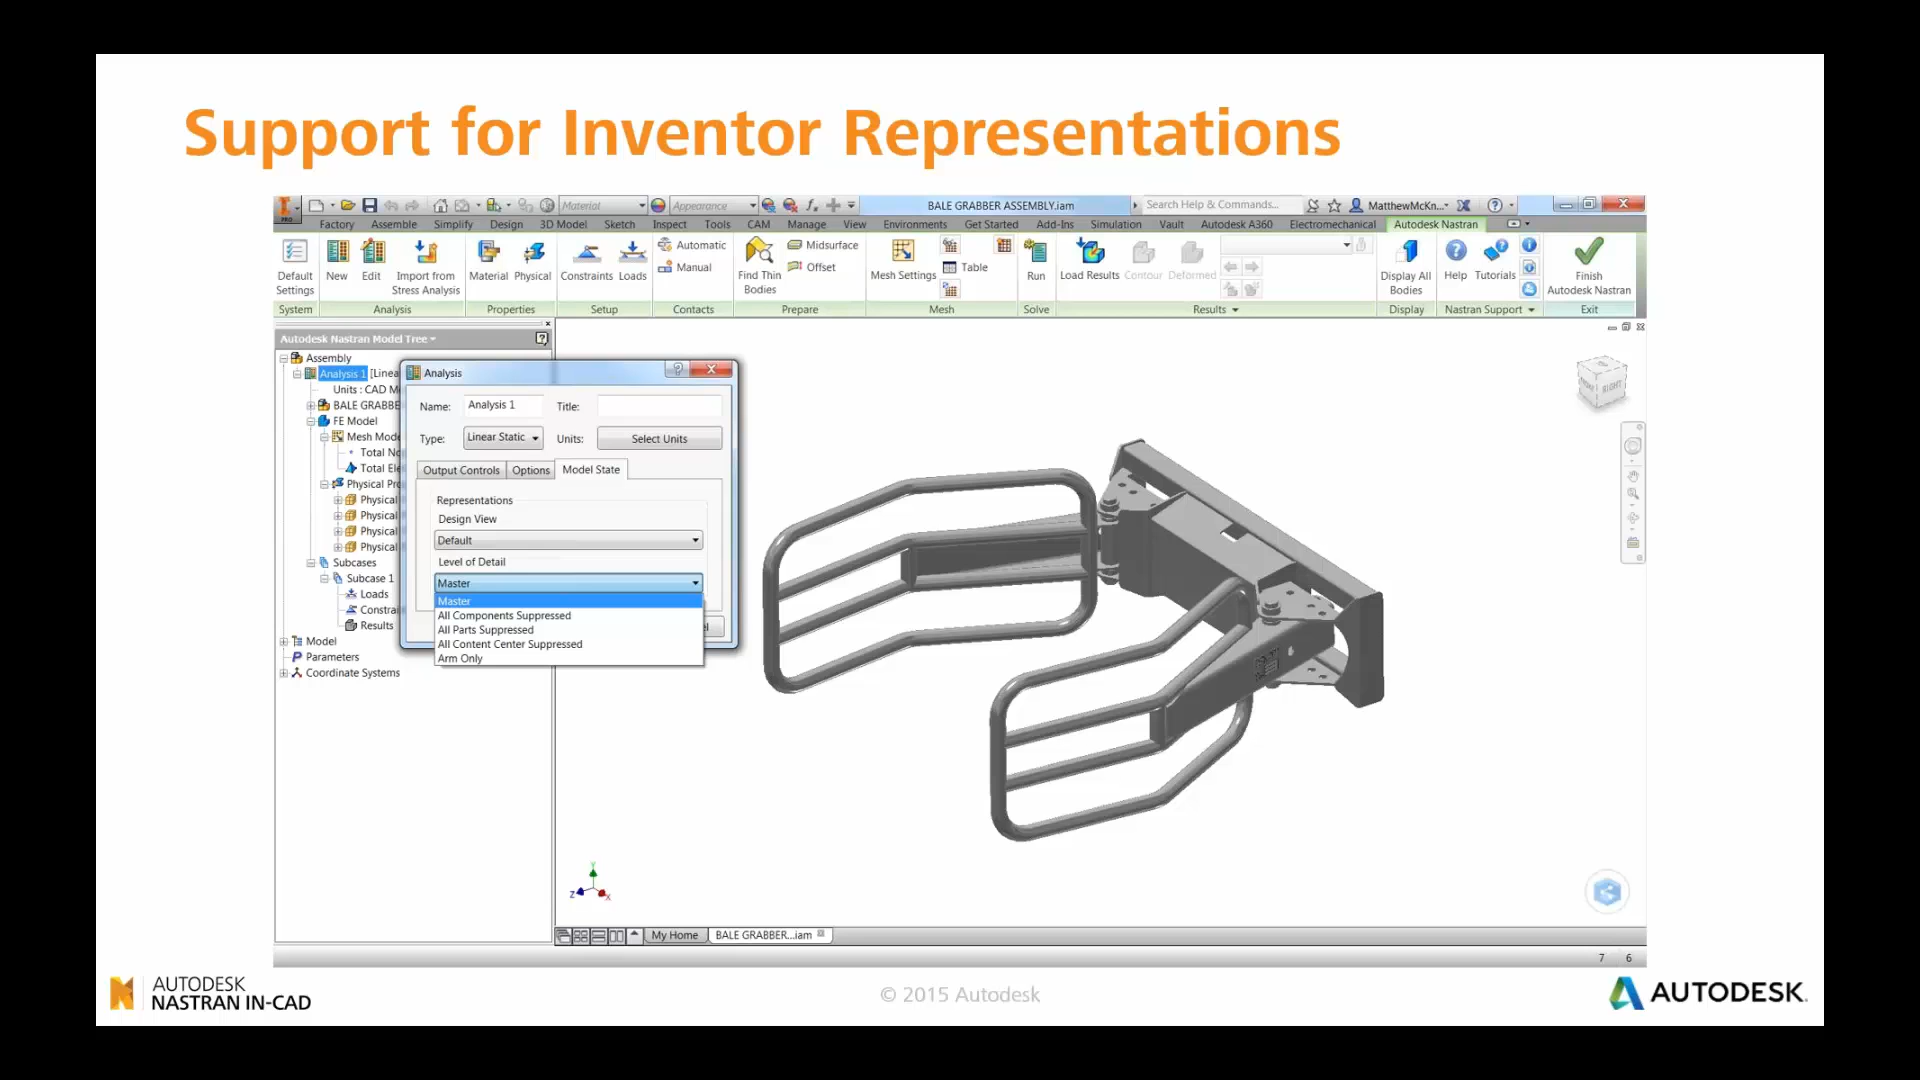 Support for Inventor Representations
PRO
Material
Appearance
BALE GRABBER ASSEMBLY.iam
Search Help & Commands...
MatthewMcKn...
Factory Assemble Simplify Design 3D Model Sketch Inspect Tools CAM Manage View Environments Get Started Add-Ins Simulation Vault Autodesk A360 Electromechanical Autodesk Nastran
Default Settings
New
Edit
Import from Stress Analysis
Material
Physical
Constraints
Loads
Automatic
Manual
Find Thin Bodies
Midsurface
Offset
Mesh Settings
Table
Run
Load Results
Contour
Deformed
Display All Bodies
Help
Tutorials
Finish Autodesk Nastran
System Analysis Properties Setup Contacts Prepare Mesh Solve Results Display Nastran Support Exit
Autodesk Nastran Model Tree
Assembly
Analysis 1 [Linea
Units : CAD M
BALE GRABBE
FE Model
Mesh Mode
Total No
Total Ele
Physical Pro
Physical
Physical
Physical
Physical
Subcases
Subcase 1
Loads
Constra
Results
Model
Parameters
Coordinate Systems
Analysis
Name: Analysis 1 Title:
Type: Linear Static Units: Select Units
Output Controls Options Model State
Representations
Design View
Default
Level of Detail
Master
Master
All Components Suppressed
All Parts Suppressed
All Content Center Suppressed
Arm Only
RIGHT
Y
Z
X
My Home
BALE GRABBER...iam
7 6
AUTODESK
NASTRAN IN-CAD
© 2015 Autodesk
AUTODESK.